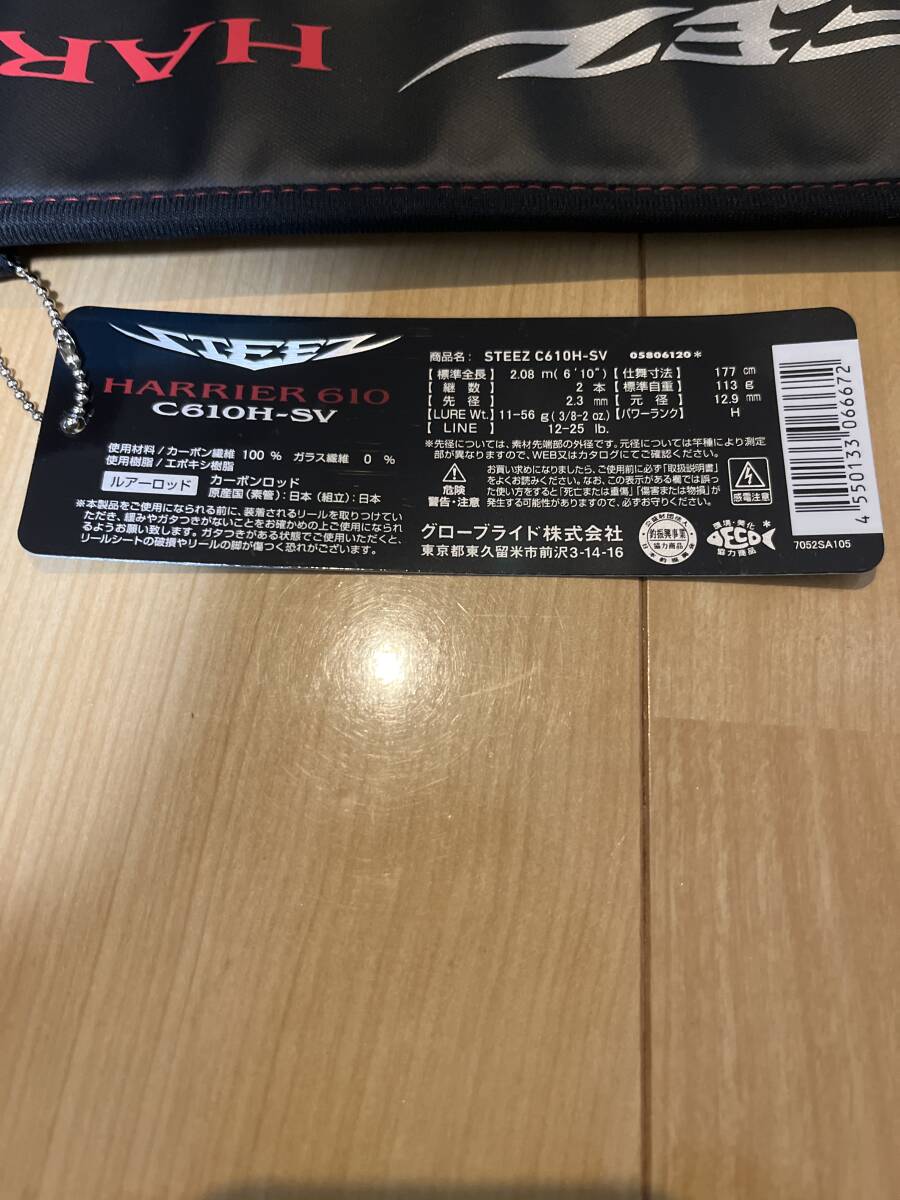 HAR
STEEZ
HARRIER 610
C610H-SV
使用材料/カーボン繊維 100 % ガラス繊維 0 %
使用樹脂/エポキシ樹脂
ルアーロッド
カーボンロッド
原産国(素管):日本(組立):日本
※本製品をご使用になられる前に、装着されるリールを取りつけてい
ただき、緩みやガタつきがないことをお確かめの上ご使用になられ
るようお願い致します。ガタつきがある状態でご使用いただくと、
リールシートの破損やリールの脚が傷つく恐れがございます。
商品名: STEEZ C610H-SV 05806120*
【標準全長】 2.08 m(6'10") 【仕舞寸法】 177 cm
【継数】 2 本 【標準自重】 113 g
【先径】 2.3 mm 【元径】 12.9 mm
【LURE Wt.】 11-56 g(3/8-2 oz.) 【パワーランク】 H
【LINE】 12-25 lb.
※先径については、素材先端部の外径です。元径については竿種により測定
部が異なりますので、WEB又はカタログにてご確認ください。
危険
警告・注意
お買い求めになりましたら、ご使用前に必ず「取扱説明書」
をよくお読みください。なお、この表示がある欄では誤っ
た使い方をすると「死亡または重傷」「傷害または物損」が
発生する可能性がありますので、必ずお守りください。
感電注意
グローブライド株式会社
東京都東久留米市前沢3-14-16
釣振興事業
協力商品
環境・美化
ECO
協力商品
4 550133 066672
7052SA105